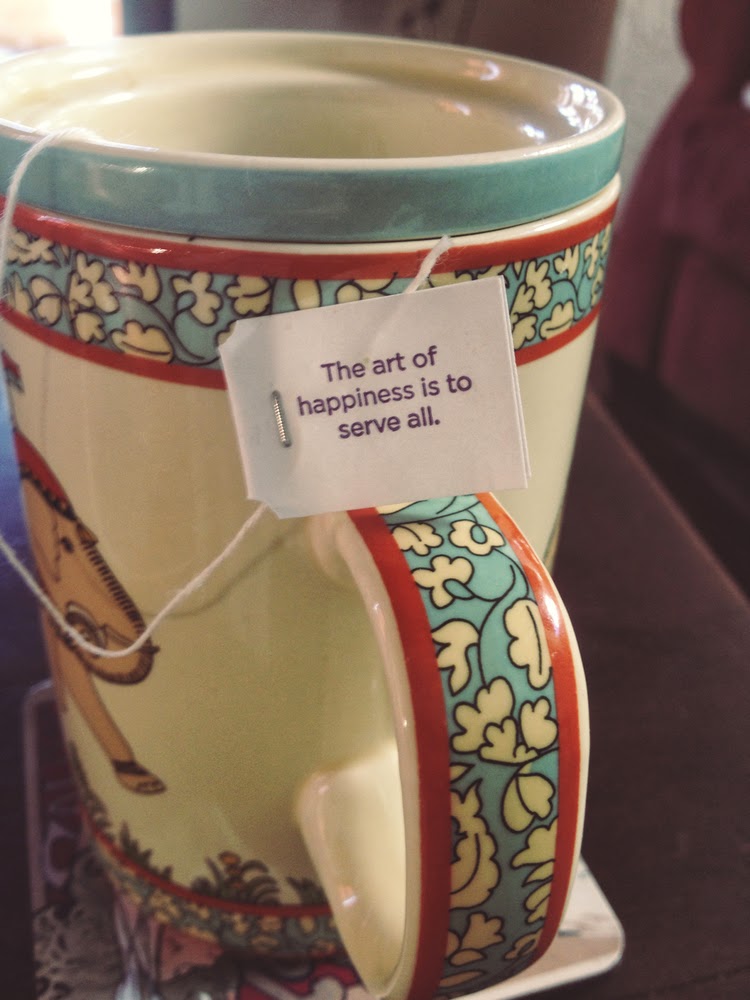 The art of
happiness is to
serve all.